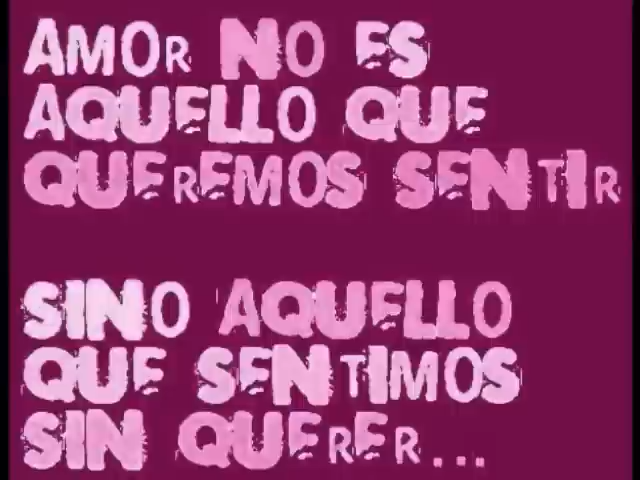 AMOR NO ES
AQUELLO QUE
QUEREMOS SENTIR
SINO AQUELLO
QUE SENTIMOS
SIN QUERER...